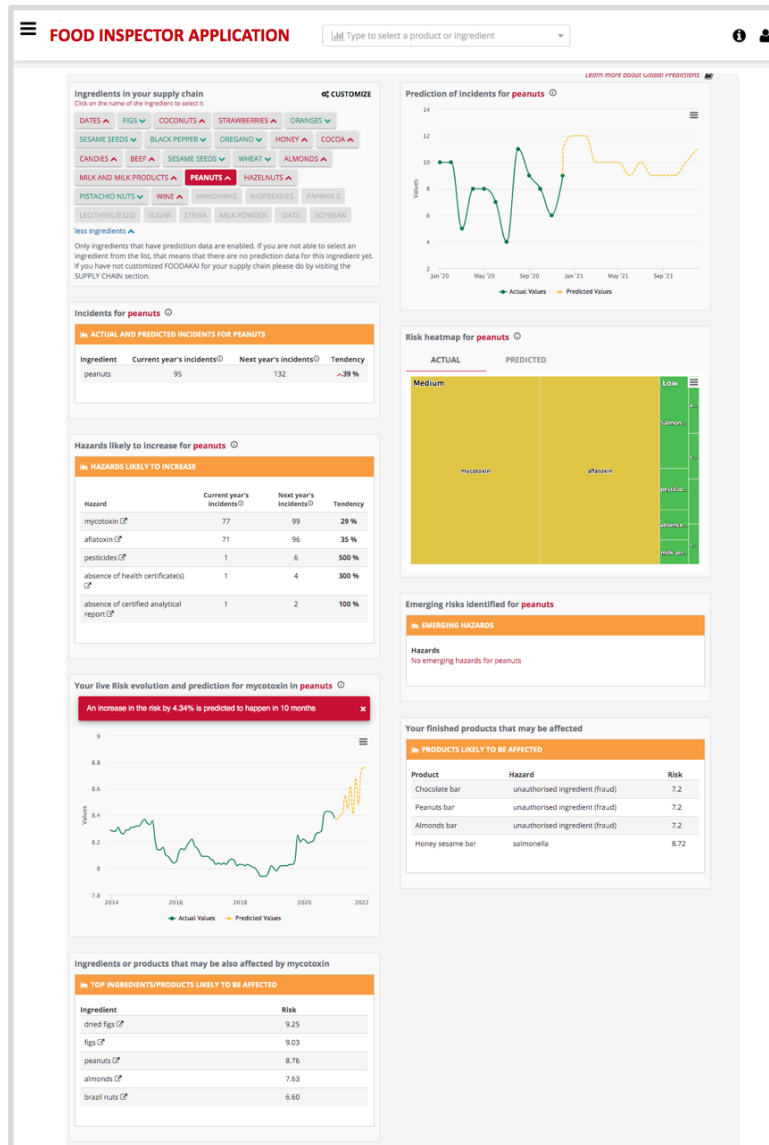 FOOD INSPECTOR APPLICATION
Type to select a product or ingredient
Learn more about Global Predictions
Ingredients in your supply chain
CUSTOMIZE
Click on the name of the ingredient to select it
DATES FIGS COCONUTS STRAWBERRIES ORANGES
SESAME SEEDS BLACK PEPPER OREGANO HONEY COCOA
CANDIES BEEF SESAME SEEDS WHEAT ALMONDS
MILK AND MILK PRODUCTS PEANUTS HAZELNUTS
PISTACHIO NUTS WINE MANDARINS RASPBERRIES PAPRIKA 0
LECITHINS (E322) SUGAR STEVIA MILK POWDER OATS SOYBEAN
less ingredients
Only ingredients that have prediction data are enabled. If you are not able to select an
ingredient from the list, that means that there are no prediction data for this ingredient yet.
If you have not customized FOODAKAI for your supply chain please do by visiting the
SUPPLY CHAIN section.
Incidents for peanuts
ACTUAL AND PREDICTED INCIDENTS FOR PEANUTS
Ingredient Current year's incidents Next year's incidents Tendency
peanuts 95 132 39 %
Hazards likely to increase for peanuts
HAZARDS LIKELY TO INCREASE
Hazard Current year's incidents Next year's incidents Tendency
mycotoxin 77 99 29 %
aflatoxin 71 96 35 %
pesticides 1 6 500 %
absence of health certificate(s) 1 4 300 %
absence of certified analytical report 1 2 100 %
Your live Risk evolution and prediction for mycotoxin in peanuts
An increase in the risk by 4.34% is predicted to happen in 10 months ×
Values
9
8.8
8.6
8.4
8.2
8
7.8
2014 2016 2018 2020 2022
Actual Values Predicted Values
Ingredients or products that may be also affected by mycotoxin
TOP INGREDIENTS/PRODUCTS LIKELY TO BE AFFECTED
Ingredient Risk
dried figs 9.25
figs 9.03
peanuts 8.76
almonds 7.63
brazil nuts 6.60
Prediction of incidents for peanuts
Values
14
12
10
8
6
4
2
Jan '20 May '20 Sep '20 Jan '21 May '21 Sep '21
Actual Values Predicted Values
Risk heatmap for peanuts
ACTUAL PREDICTED
Medium Low
mycotoxin aflatoxin
salmon...
pesticid...
absence...
milk an...
Emerging risks identified for peanuts
EMERGING HAZARDS
Hazards
No emerging hazards for peanuts
Your finished products that may be affected
PRODUCTS LIKELY TO BE AFFECTED
Product Hazard Risk
Chocolate bar unauthorised ingredient (fraud) 7.2
Peanuts bar unauthorised ingredient (fraud) 7.2
Almonds bar unauthorised ingredient (fraud) 7.2
Honey sesame bar salmonella 8.72